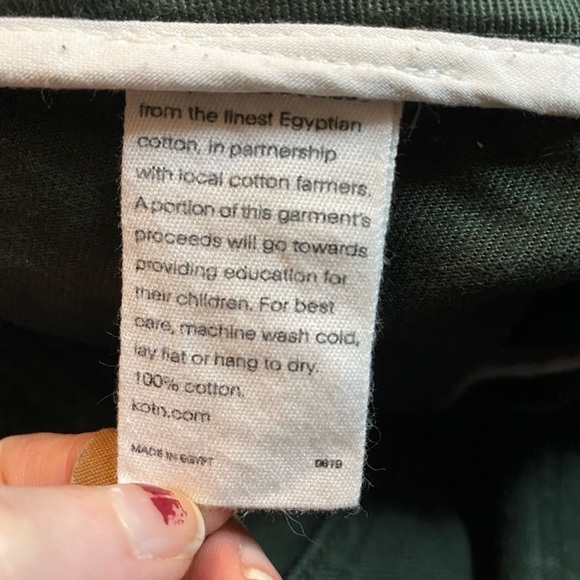 from the finest Egyptian
cotton, in partnership
with local cotton farmers.
A portion of this garment's
proceeds will go towards
providing education for
their children. For best
care, machine wash cold,
lay flat or hang to dry.
100% cotton.
kotn.com
MADE IN EGYPT 0819